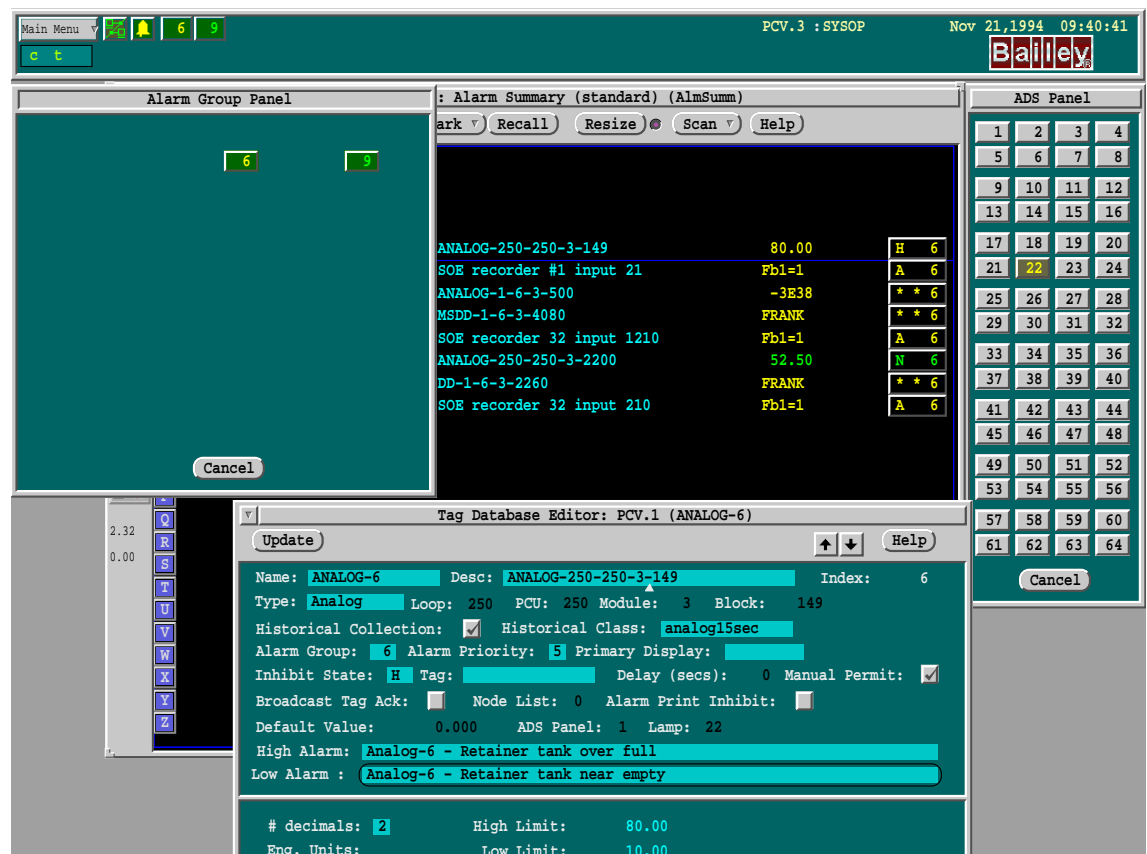 Main Menu 6 9 PCV.3 :SYSOP Nov 21,1994 09:40:41
c t Bailey®
Alarm Group Panel
6 9
Cancel
: Alarm Summary (standard) (AlmSumm)
ark Recall Resize Scan Help
ANALOG-250-250-3-149 80.00 H 6
SOE recorder #1 input 21 Fb1=1 A 6
ANALOG-1-6-3-500 -3E38 * * 6
MSDD-1-6-3-4080 FRANK * * 6
SOE recorder 32 input 1210 Fb1=1 A 6
ANALOG-250-250-3-2200 52.50 N 6
DD-1-6-3-2260 FRANK * * 6
SOE recorder 32 input 210 Fb1=1 A 6
ADS Panel
1 2 3 4
5 6 7 8
9 10 11 12
13 14 15 16
17 18 19 20
21 22 23 24
25 26 27 28
29 30 31 32
33 34 35 36
37 38 39 40
41 42 43 44
45 46 47 48
49 50 51 52
53 54 55 56
57 58 59 60
61 62 63 64
Cancel
2.32
0.00
Q
R
S
T
U
V
W
X
Y
Z
Tag Database Editor: PCV.1 (ANALOG-6)
Update Help
Name: ANALOG-6 Desc: ANALOG-250-250-3-149 Index: 6
Type: Analog Loop: 250 PCU: 250 Module: 3 Block: 149
Historical Collection: Historical Class: analog15sec
Alarm Group: 6 Alarm Priority: 5 Primary Display:
Inhibit State: H Tag: Delay (secs): 0 Manual Permit:
Broadcast Tag Ack: Node List: 0 Alarm Print Inhibit:
Default Value: 0.000 ADS Panel: 1 Lamp: 22
High Alarm: Analog-6 - Retainer tank over full
Low Alarm : Analog-6 - Retainer tank near empty
# decimals: 2 High Limit: 80.00
Eng. Units: Low Limit: 10.00